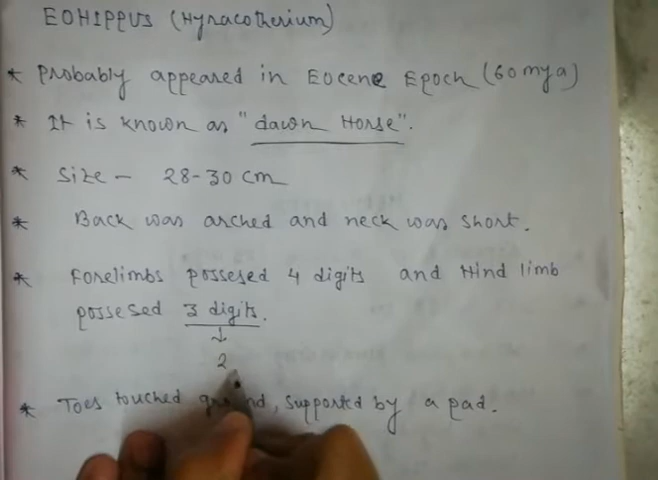 EOHIPPUS (Hyracotherium)
* Probably appeared in Eocene Epoch (60 mya)
* It is known as "dawn Horse".
* Size - 28-30 cm
* Back was arched and neck was short.
* Forelimbs possesed 4 digits and Hind limb
possesed 3 digits.
↓
2
* Toes touched ground, supported by a pad.